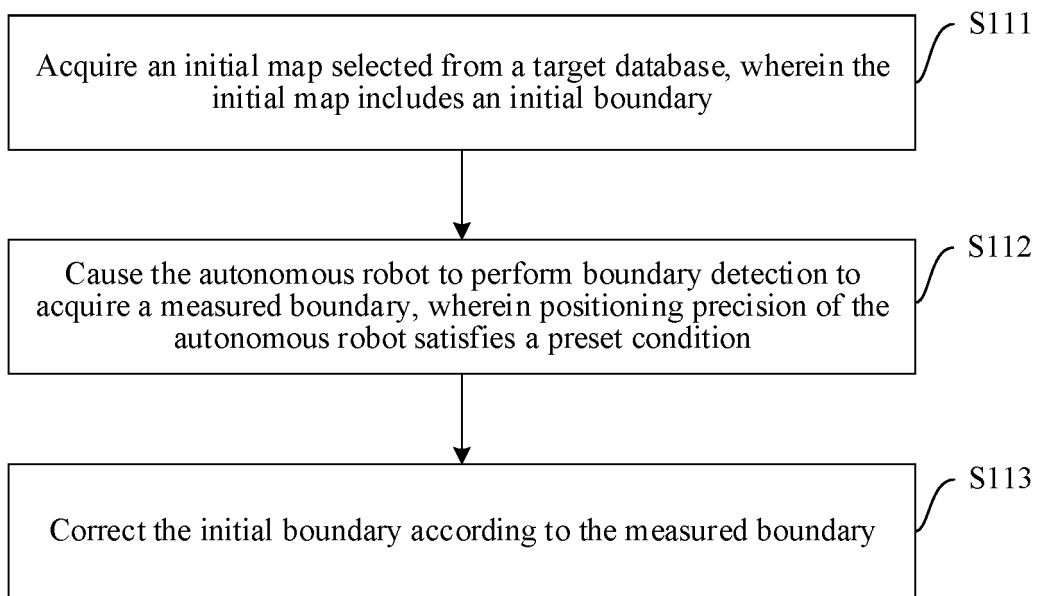 S111
Acquire an initial map selected from a target database, wherein the
initial map includes an initial boundary
S112
Cause the autonomous robot to perform boundary detection to
acquire a measured boundary, wherein positioning precision of the
autonomous robot satisfies a preset condition
S113
Correct the initial boundary according to the measured boundary